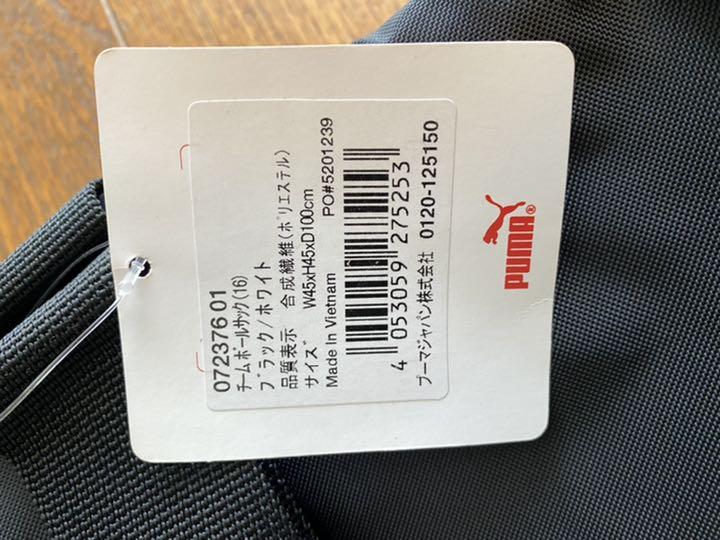 072376 01
チームボールサック(16)
ブラック/ホワイト
品質表示 合成繊維(ポリエステル)
サイズ W45xH45xD100cm
Made In Vietnam PO#5201239
4 053059 275253
プーマジャパン株式会社 0120-125150
PUMA®